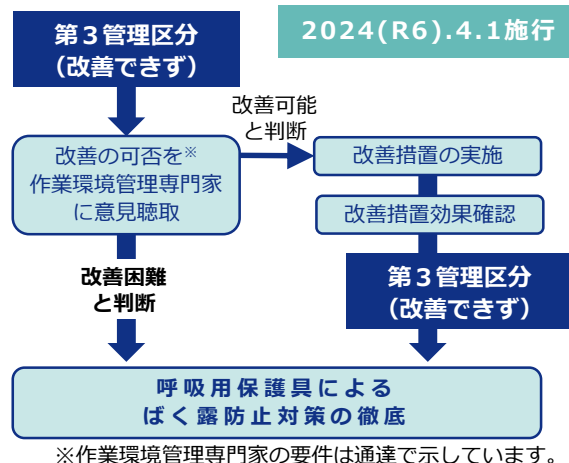 2024(R6).4.1施行
第３管理区分
（改善できず）
改善可能
と判断
改善の可否を※
作業環境管理専門家
に意見聴取
改善措置の実施
改善措置効果確認
改善困難
と判断
第３管理区分
（改善できず）
呼吸用保護具による
ばく露防止対策の徹底
※作業環境管理専門家の要件は通達で示しています。